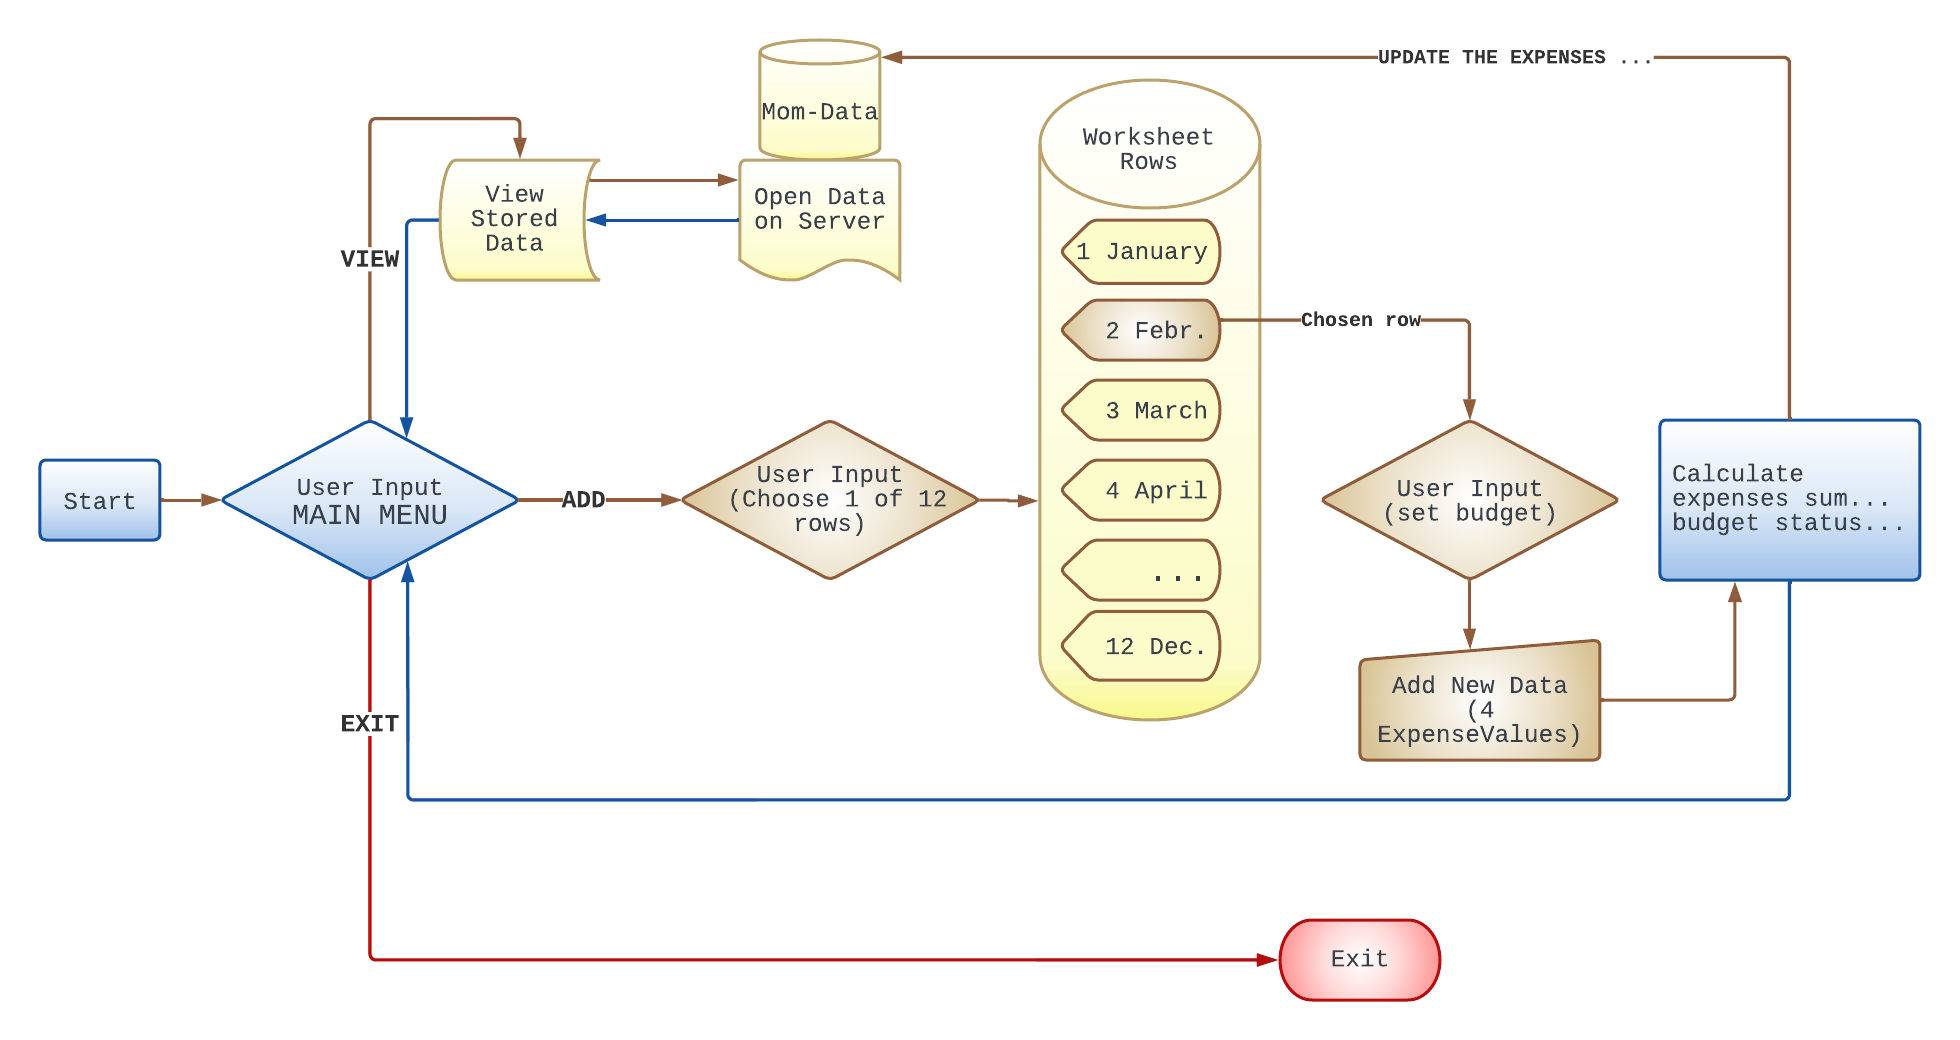 UPDATE THE EXPENSES ...
Mom-Data
Worksheet
Rows
View
Stored
Data
Open Data
on Server
VIEW
1 January
2 Febr.
Chosen row
3 March
4 April
...
12 Dec.
Start
User Input
MAIN MENU
ADD
User Input
(Choose 1 of 12
rows)
User Input
(set budget)
Calculate
expenses sum...
budget status...
Add New Data
(4
ExpenseValues)
EXIT
Exit